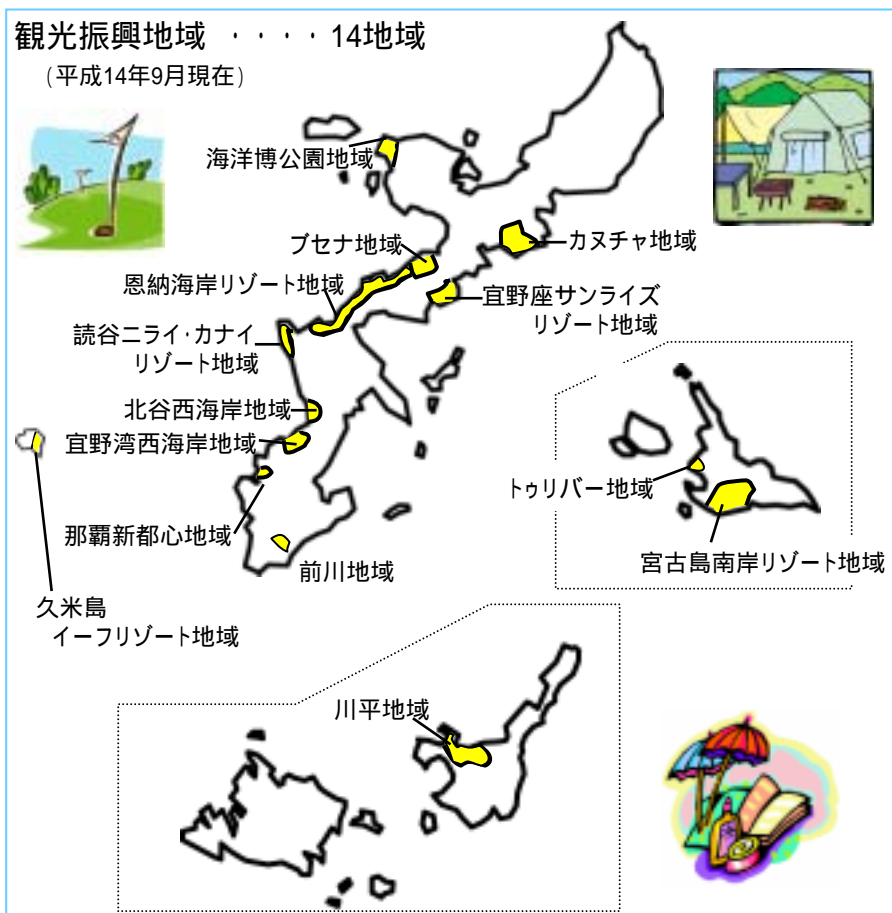 観光振興地域 ・・・・ 14地域
（平成14年9月現在）
海洋博公園地域
ブセナ地域
カヌチャ地域
恩納海岸リゾート地域
宜野座サンライズ
リゾート地域
読谷ニライ・カナイ
リゾート地域
北谷西海岸地域
宜野湾西海岸地域
トゥリバー地域
那覇新都心地域
宮古島南岸リゾート地域
前川地域
久米島
イーフリゾート地域
川平地域